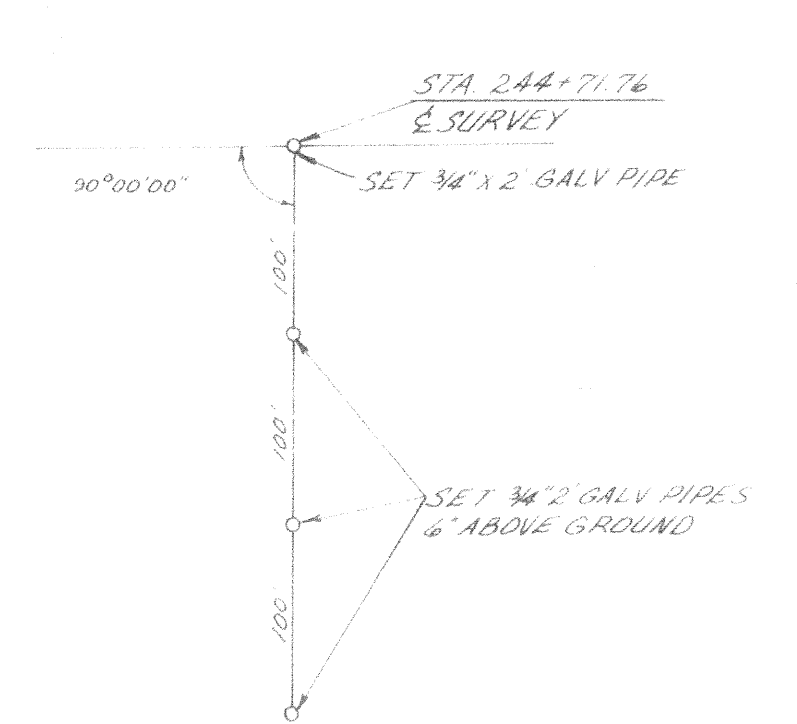 STA. 244+71.76
℄ SURVEY
90°00'00"
SET 3/4" X 2' GALV PIPE
100'
100'
SET 3/4" 2' GALV PIPES
6" ABOVE GROUND
100'